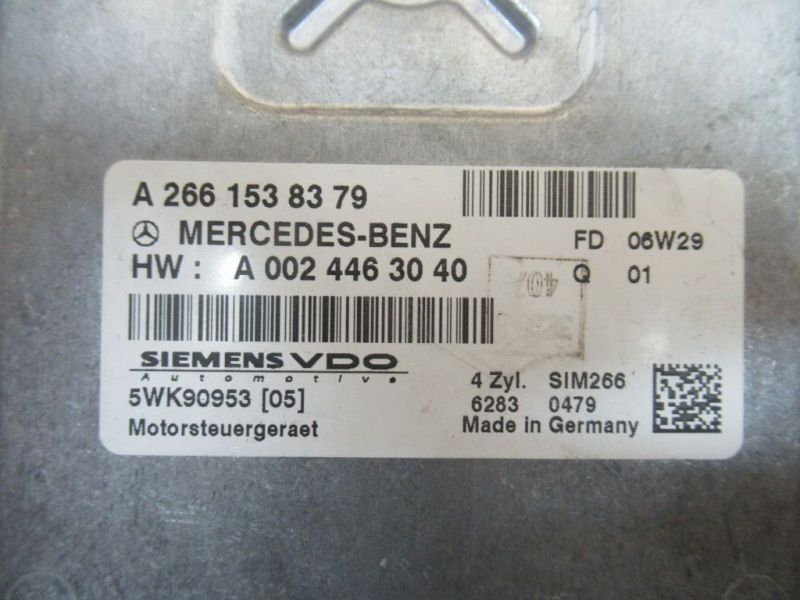 A 266 153 83 79
MERCEDES-BENZ FD 06W29
HW : A 002 446 30 40 Q 01
SIEMENS VDO
Automotive
4 Zyl. SIM266
5WK90953 [05] 6283 0479
Motorsteuergeraet Made in Germany